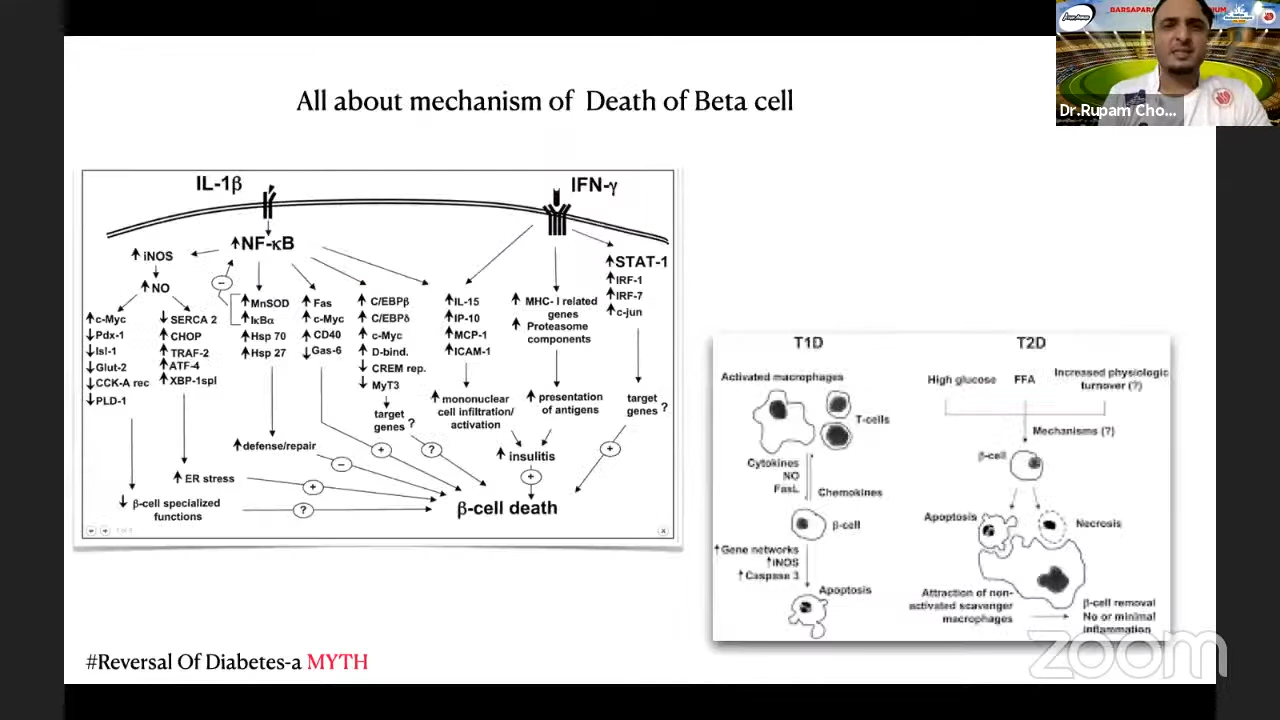 BARSAPARA
Dr.Rupam Cho...
All about mechanism of Death of Beta cell
IL-1β
IFN-γ
↑NF-κB
↑iNOS
↑NO
↑c-Myc
↓Pdx-1
↓Isl-1
↓Glut-2
↓CCK-A rec
↓PLD-1
↓SERCA 2
↑CHOP
↑TRAF-2
↑ATF-4
↑XBP-1spl
−
↑MnSOD
↑IκBα
↑Hsp 70
↑Hsp 27
↑Fas
↑c-Myc
↑CD40
↓Gas-6
↑C/EBPβ
↑C/EBPδ
↑c-Myc
↑D-bind.
↓CREM rep.
↓MyT3
target
genes ?
↑IL-15
↑IP-10
↑MCP-1
↑ICAM-1
↑mononuclear
cell infiltration/
activation
↑MHC- I related
genes
↑Proteasome
components
↑presentation
of antigens
↑STAT-1
↑IRF-1
↑IRF-7
↑c-jun
target
genes ?
↑defense/repair
↑ER stress
↓β-cell specialized
functions
↑insulitis
+
−
+
?
+
+
?
β-cell death
T1D
Activated macrophages
T-cells
Cytokines
NO
FasL
Chemokines
β-cell
↑Gene networks
↑iNOS
↑Caspase 3
Apoptosis
T2D
High glucose FFA Increased physiologic
turnover (?)
Mechanisms (?)
β-cell
Apoptosis
Necrosis
Attraction of non-
activated scavenger
macrophages
β-cell removal
No or minimal
inflammation
#Reversal Of Diabetes-a MYTH
zoom